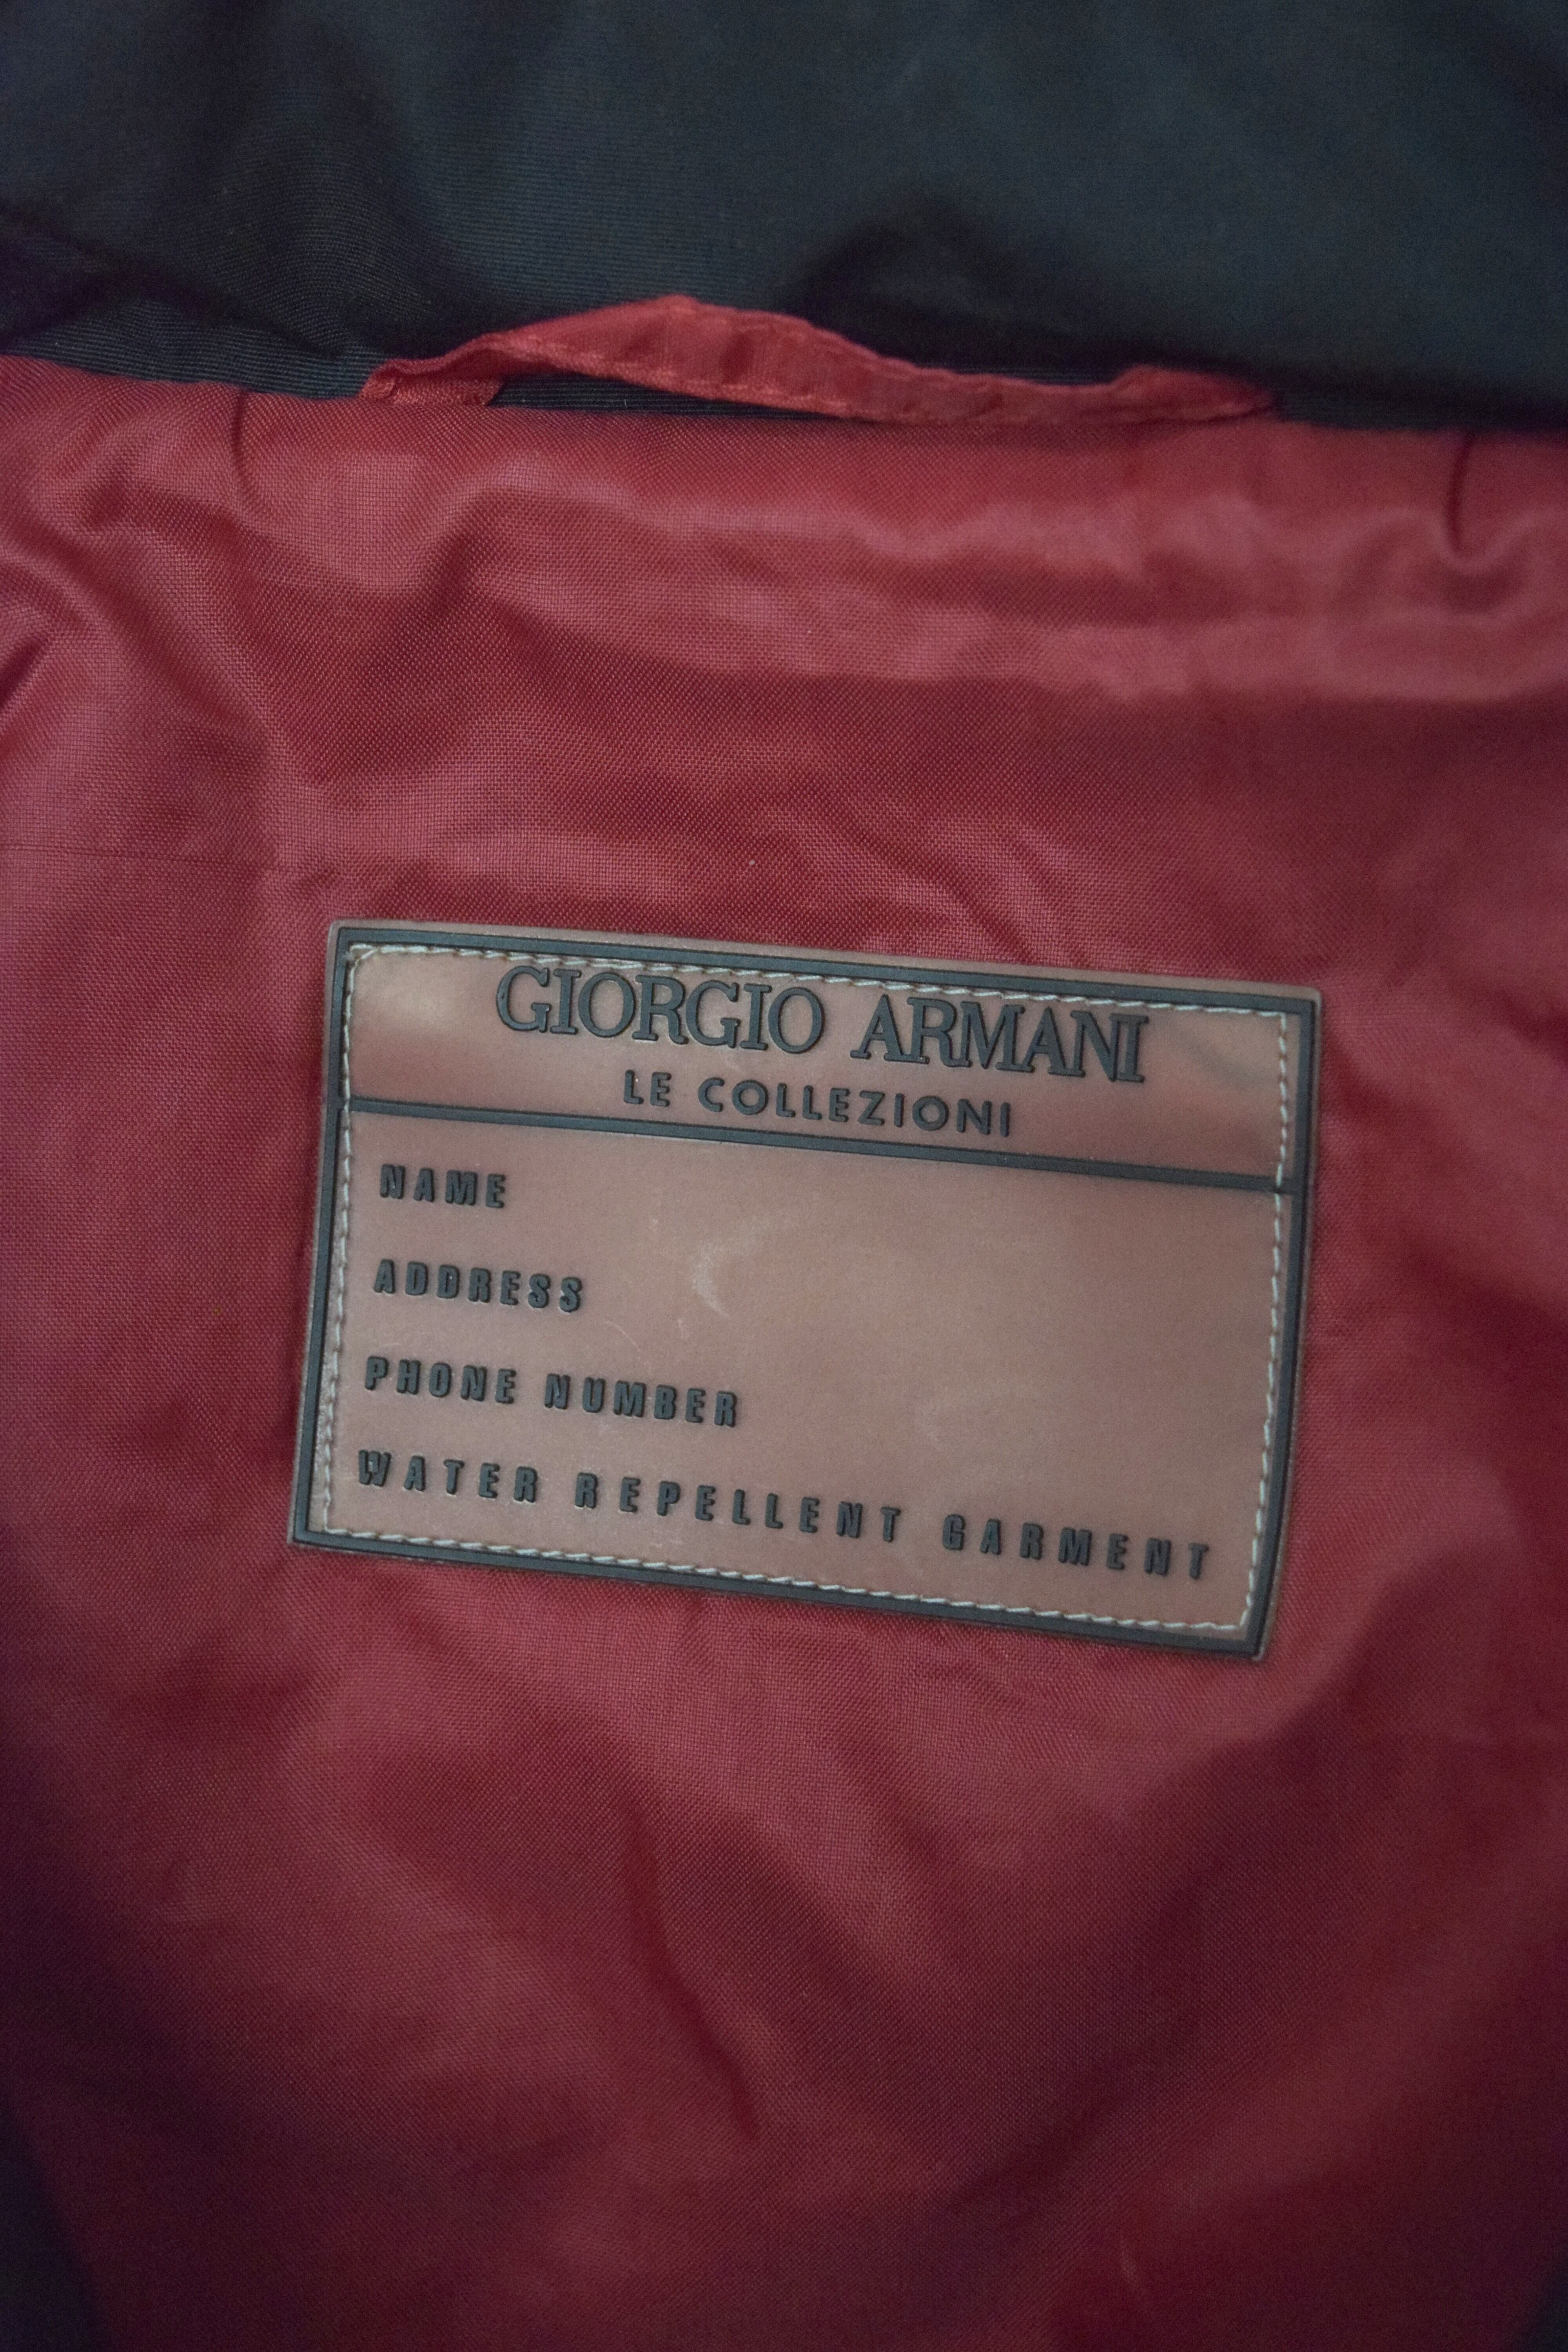 GIORGIO ARMANI
LE COLLEZIONI
NAME
ADDRESS
PHONE NUMBER
WATER REPELLENT GARMENT